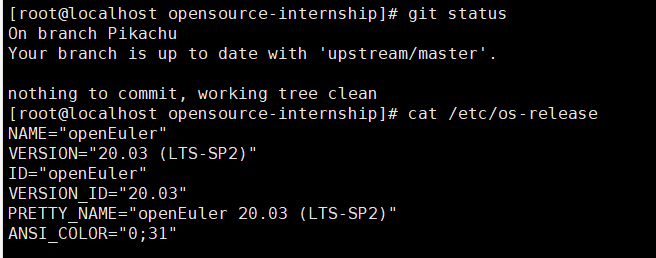 [root@localhost opensource-internship]# git status
On branch Pikachu
Your branch is up to date with 'upstream/master'.
nothing to commit, working tree clean
[root@localhost opensource-internship]# cat /etc/os-release
NAME="openEuler"
VERSION="20.03 (LTS-SP2)"
ID="openEuler"
VERSION_ID="20.03"
PRETTY_NAME="openEuler 20.03 (LTS-SP2)"
ANSI_COLOR="0;31"